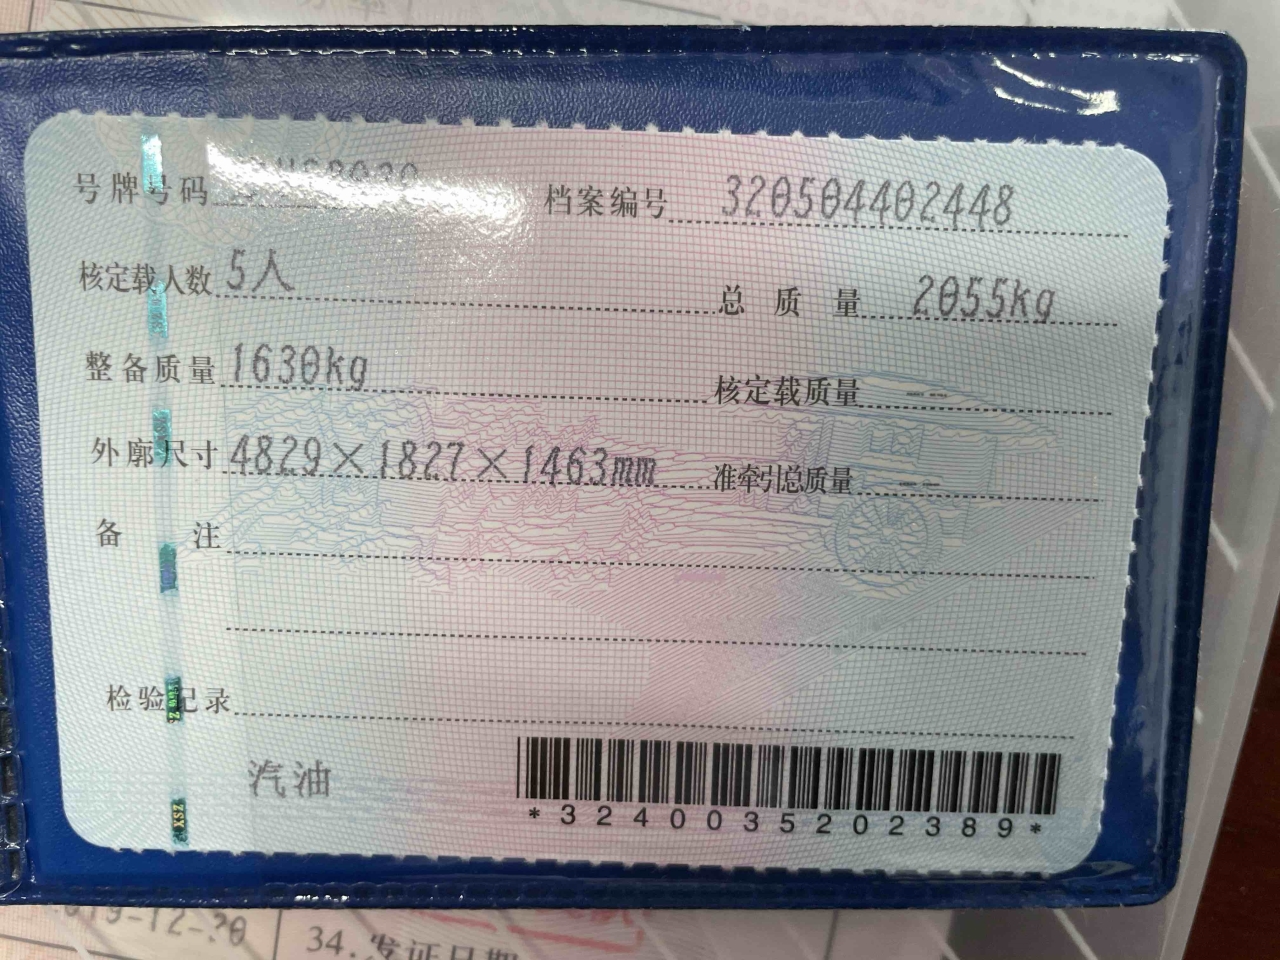 号牌号码 档案编号 320504402448
核定载人数 5人 总质量 2055kg
整备质量 1630kg 核定载质量 --
外廓尺寸 4829×1827×1463mm 准牵引总质量 --
备注
检验记录
汽油
*3240035202389*
34.发证日期